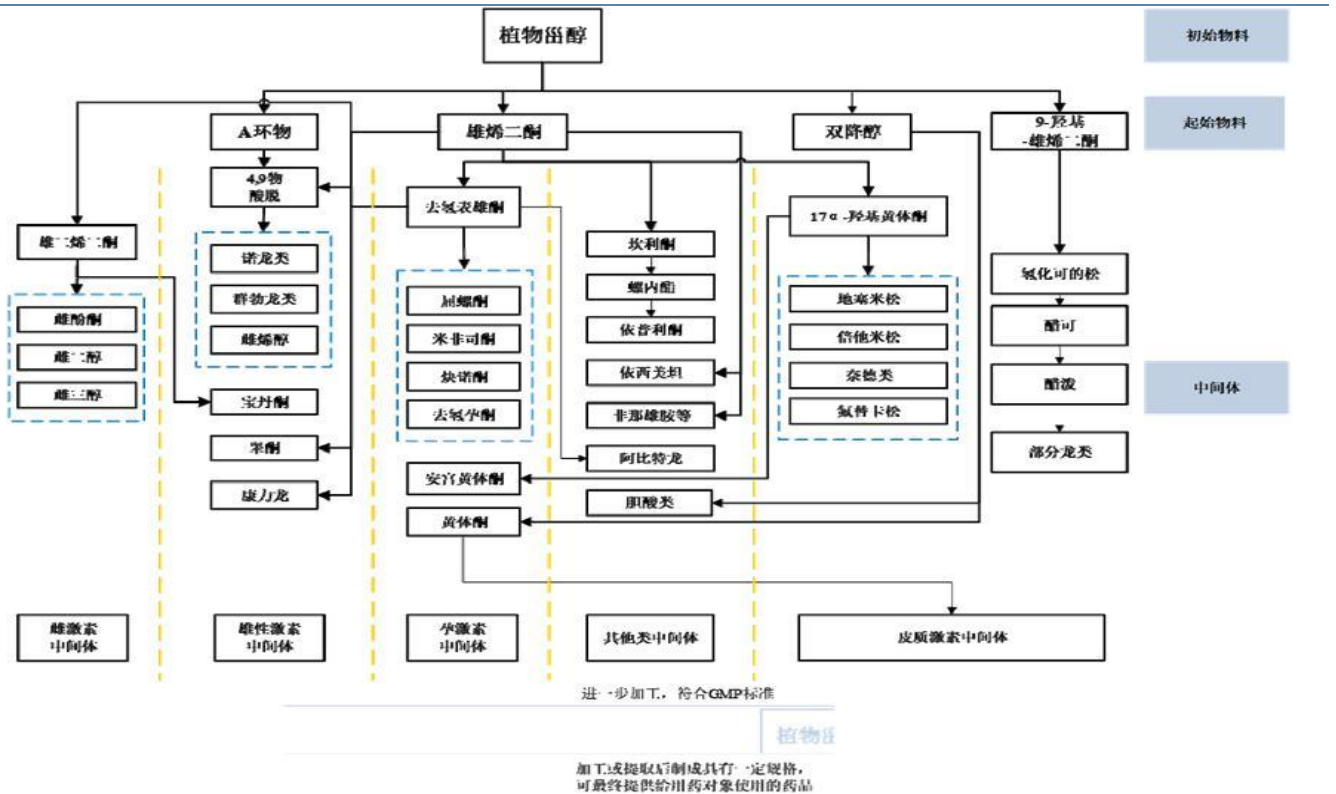 植物甾醇
初始物料
A环物
雄烯二酮
双降醇
9-羟基
-雄烯二酮
起始物料
4,9物
酸脱
去氢表雄酮
17α-羟基黄体酮
雄二烯二酮
诺龙类
群勃龙类
雌烯醇
坎利酮
螺内酯
依普利酮
氢化可的松
雌酚酮
雌二醇
雌三醇
屈螺酮
米非司酮
炔诺酮
去氢孕酮
依西美坦
非那雄胺等
地塞米松
倍他米松
奈德类
氟替卡松
醋可
醋泼
中间体
宝丹酮
睾酮
康力龙
安宫黄体酮
黄体酮
阿比特龙
胆酸类
部分龙类
雌激素
中间体
雄性激素
中间体
孕激素
中间体
其他类中间体
皮质激素中间体
进一步加工，符合GMP标准
植物甾
加工或提取后制成具有一定规格，
可最终提供给用药对象使用的药品